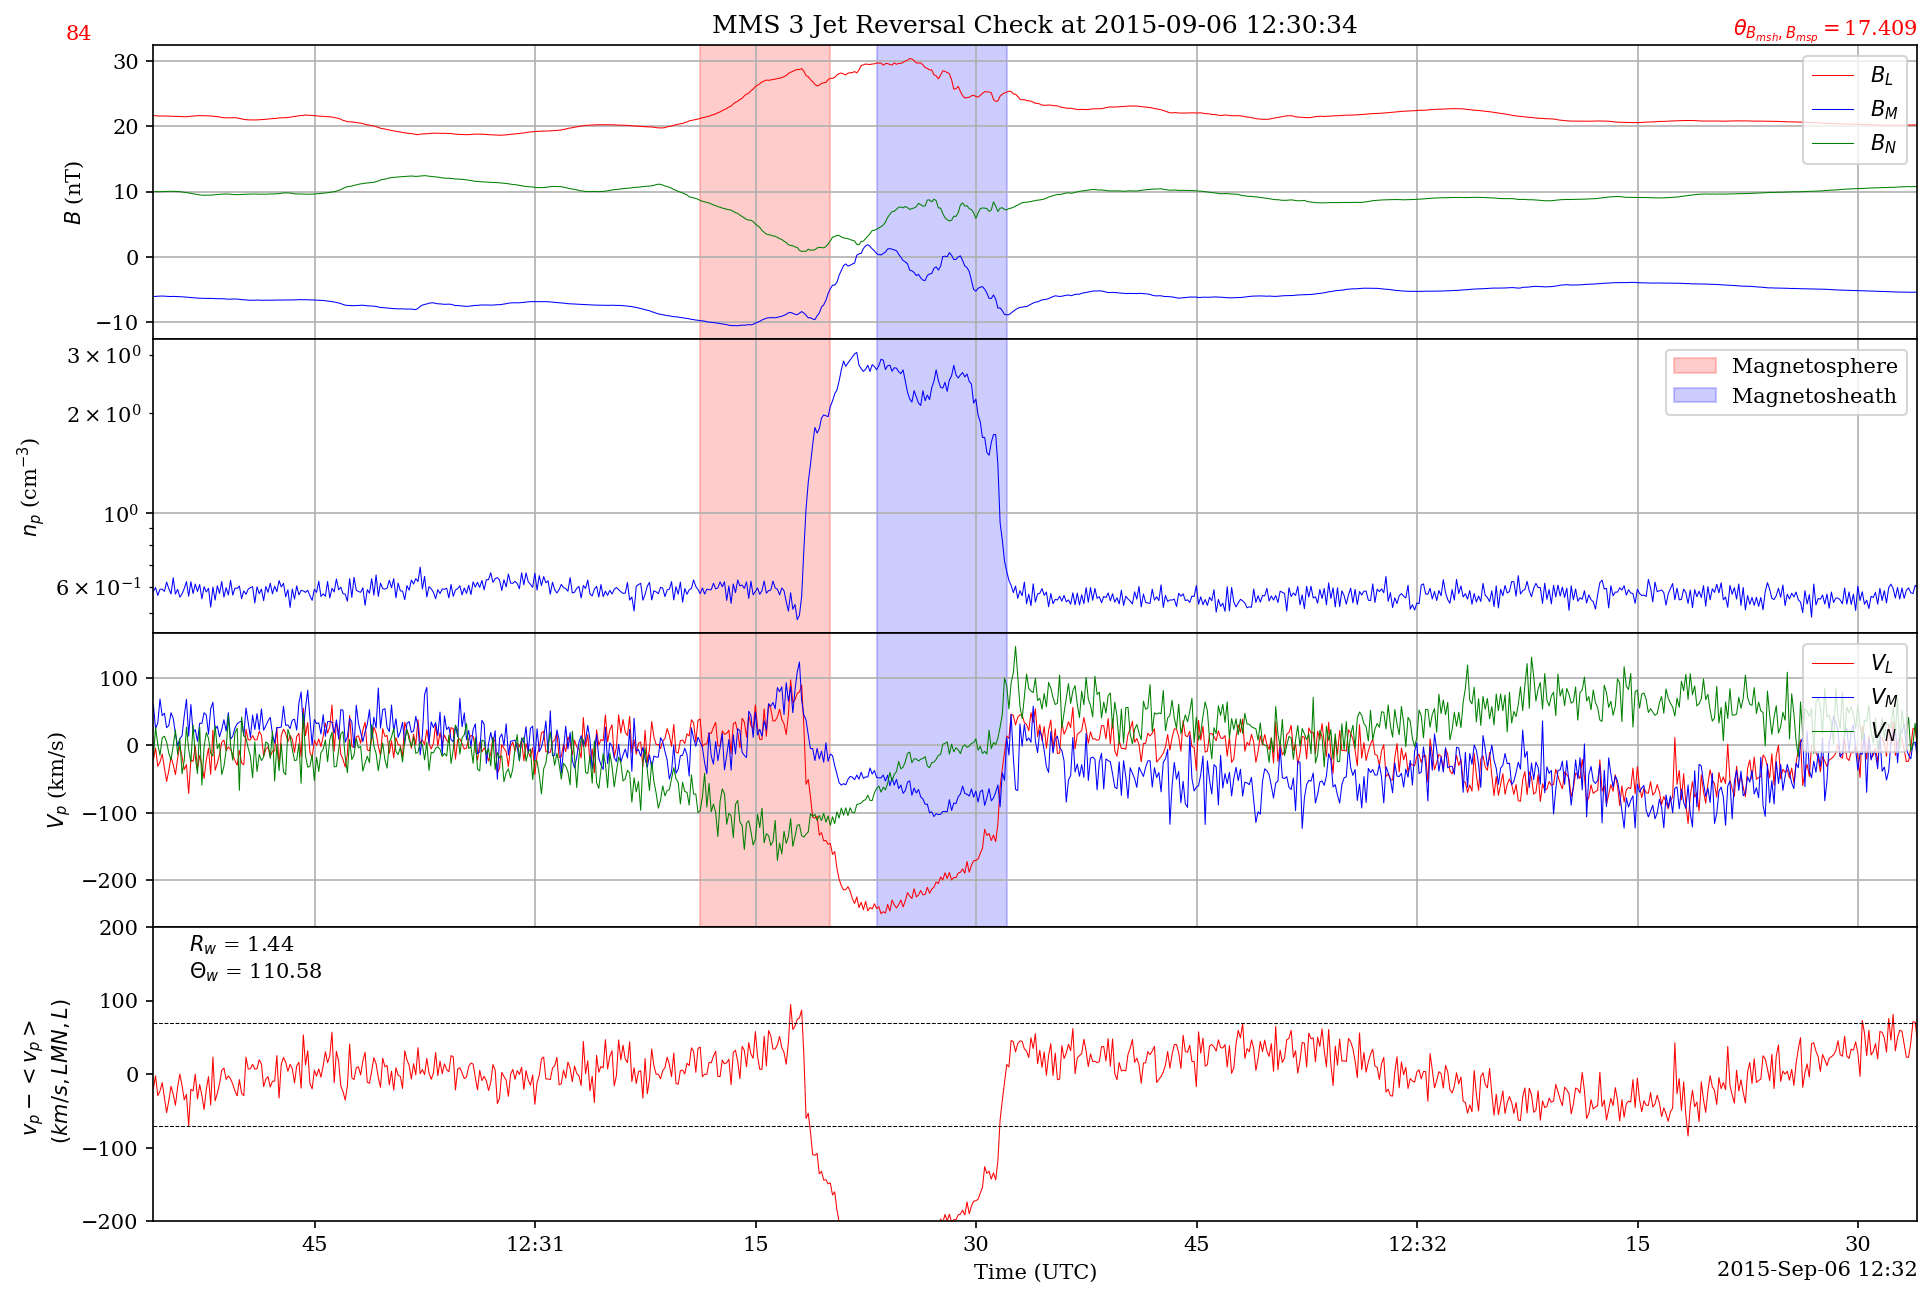 MMS 3 Jet Reversal Check at 2015-09-06 12:30:34
84
θ_{B_{msh}, B_{msp}} = 17.409
30
20
10
0
−10
B (nT)
B_L
B_M
B_N
3 × 10^0
2 × 10^0
10^0
6 × 10^{−1}
n_p (cm^{−3})
Magnetosphere
Magnetosheath
100
0
−100
−200
V_p (km/s)
V_L
V_M
V_N
200
100
0
−100
−200
v_p − < v_p >
(km/s, LMN, L)
R_w = 1.44
Θ_w = 110.58
45
12:31
15
30
45
12:32
15
30
Time (UTC)
2015-Sep-06 12:32